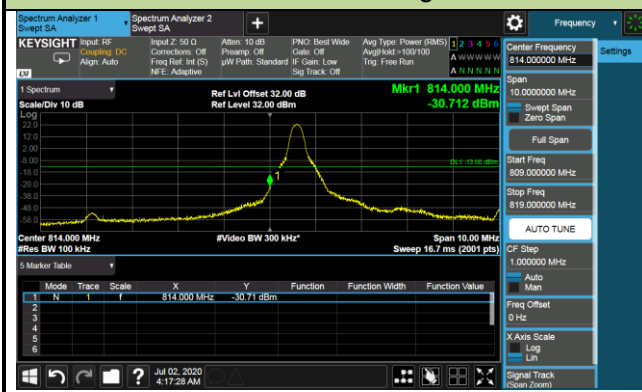 Spectrum Analyzer 1
Swept SA
Spectrum Analyzer 2
Swept SA
+
Frequency
KEYSIGHT
Input: RF
Coupling: DC
Align: Auto
Input Z: 50 Ω
Corrections: Off
Freq Ref: Int (S)
NFE: Adaptive
Atten: 10 dB
Preamp: Off
µW Path: Standard
PNO: Best Wide
Gate: Off
IF Gain: Low
Sig Track: Off
Avg Type: Power (RMS)
Avg|Hold:>100/100
Trig: Free Run
1 2 3 4 5 6
A W W W W W
A N N N N N
LXI
Center Frequency
814.000000 MHz
Settings
Span
10.0000000 MHz
Swept Span
Zero Span
Full Span
Start Freq
809.000000 MHz
Stop Freq
819.000000 MHz
AUTO TUNE
CF Step
1.000000 MHz
Auto
Man
Freq Offset
0 Hz
X Axis Scale
Log
Lin
Signal Track
(Span Zoom)
1 Spectrum
Scale/Div 10 dB
Log
Ref Lvl Offset 32.00 dB
Ref Level 32.00 dBm
Mkr1 814.000 MHz
-30.712 dBm
22.0
12.0
2.00
-8.00
-18.0
-28.0
-38.0
-48.0
-58.0
DL1 -13.00 dBm
1
Center 814.000 MHz
#Res BW 100 kHz
#Video BW 300 kHz*
Span 10.00 MHz
Sweep 16.7 ms (2001 pts)
5 Marker Table
Mode Trace Scale X Y Function Function Width Function Value
1 N 1 f 814.000 MHz -30.71 dBm
2
3
4
5
6
?
Jul 02, 2020
4:17:28 AM